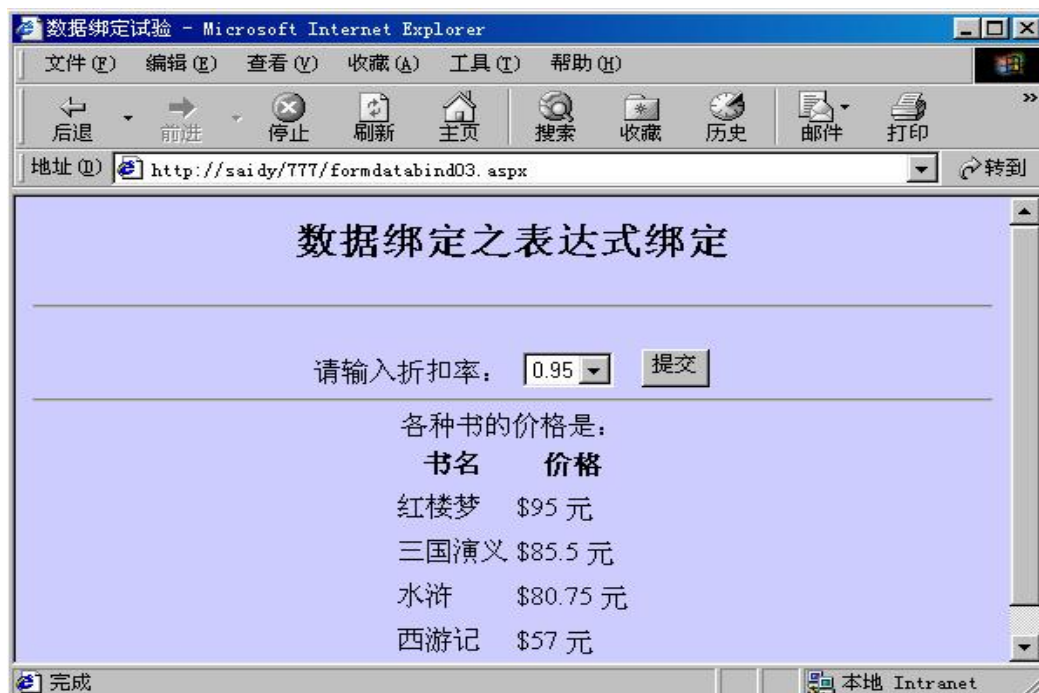 数据绑定试验 - Microsoft Internet Explorer
文件(F) 编辑(E) 查看(V) 收藏(A) 工具(T) 帮助(H)
后退 前进 停止 刷新 主页 搜索 收藏 历史 邮件 打印 »
地址(D) http://saidy/777/formdatabind03.aspx 转到
数据绑定之表达式绑定
请输入折扣率： 0.95 提交
各种书的价格是：
书名 价格
红楼梦 $95 元
三国演义 $85.5 元
水浒 $80.75 元
西游记 $57 元
完成 本地 Intranet